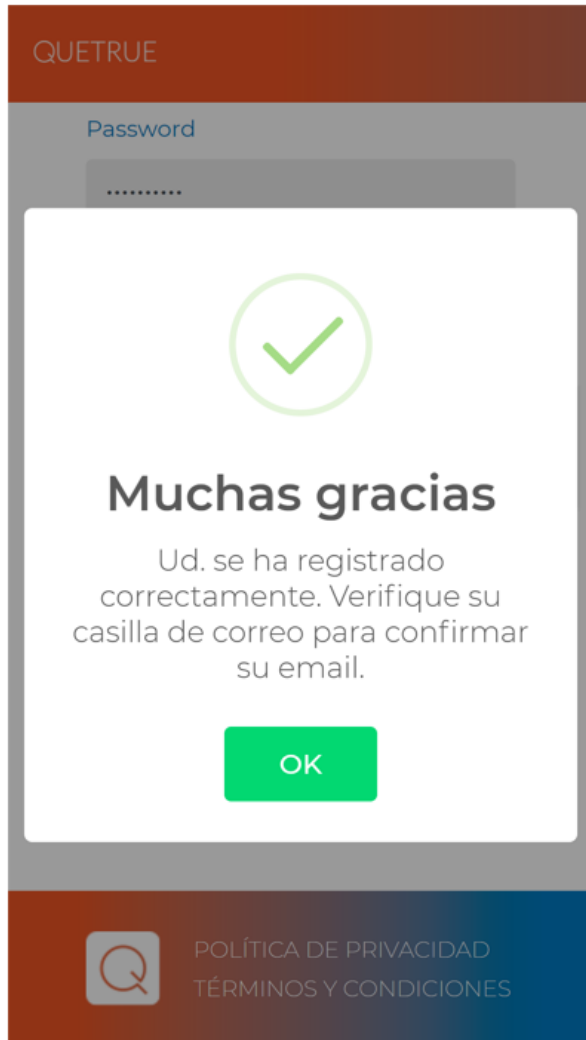 QUETRUE
Password
..........
Muchas gracias
Ud. se ha registrado
correctamente. Verifique su
casilla de correo para confirmar
su email.
OK
Q
POLÍTICA DE PRIVACIDAD
TÉRMINOS Y CONDICIONES